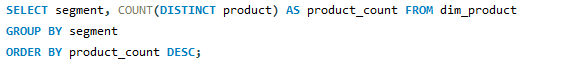 SELECT segment, COUNT(DISTINCT product) AS product_count FROM dim_product
GROUP BY segment
ORDER BY product_count DESC;